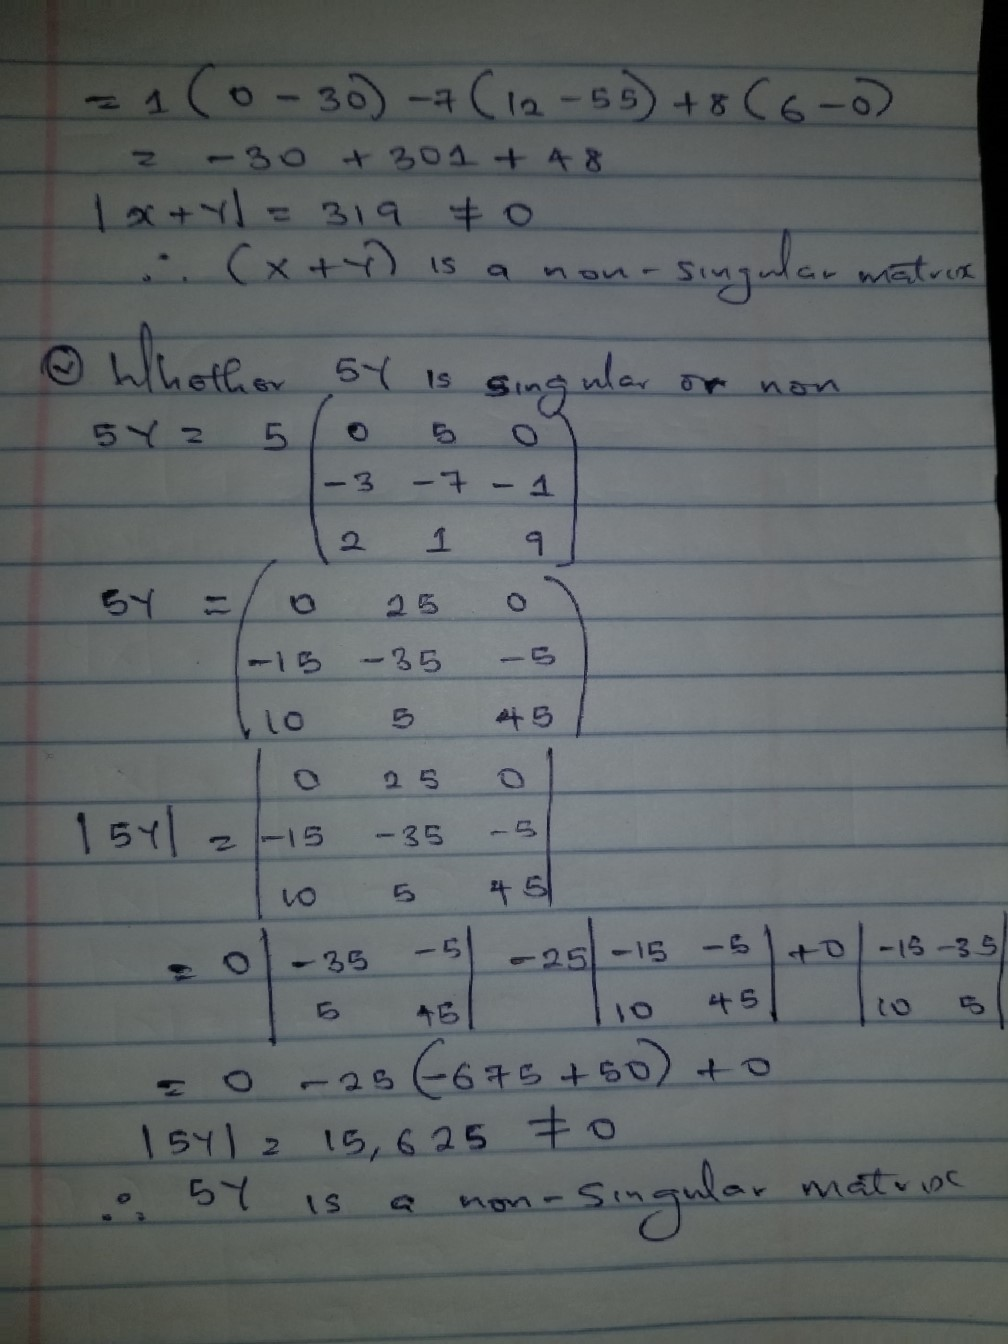 = 1 (0 - 30) -7 (12 - 55) + 8 (6 - 0)
= -30 + 301 + 48
|x + Y| = 319 ≠ 0
∴ (x + Y) is a non-singular matrix
Whether 5Y is singular or non
5Y = 5 ( 0 5 0
-3 -7 -1
2 1 9 )
5Y = ( 0 25 0
-15 -35 -5
10 5 45 )
|5Y| = | 0 25 0
-15 -35 -5
10 5 45 |
= 0 | -35 -5 | -25 | -15 -5 | + 0 | -15 -35 |
| 5 45 | | 10 45 | | 10 5 |
= 0 -25 (-675 + 50) + 0
|5Y| = 15,625 ≠ 0
∴ 5Y is a non-singular matrix